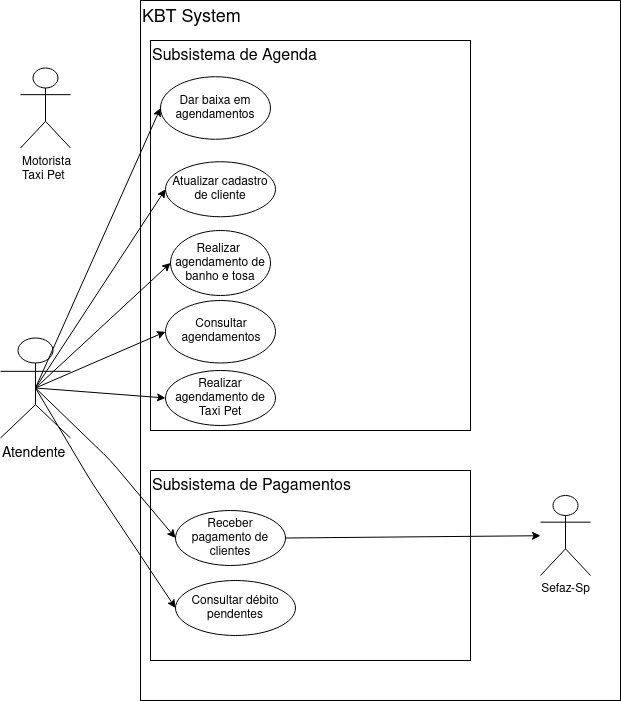 KBT System
Subsistema de Agenda
Dar baixa em
agendamentos
Motorista
Taxi Pet
Atualizar cadastro
de cliente
Realizar
agendamento de
banho e tosa
Consultar
agendamentos
Realizar
agendamento de
Taxi Pet
Atendente
Subsistema de Pagamentos
Receber
pagamento de
clientes
Sefaz-Sp
Consultar débito
pendentes